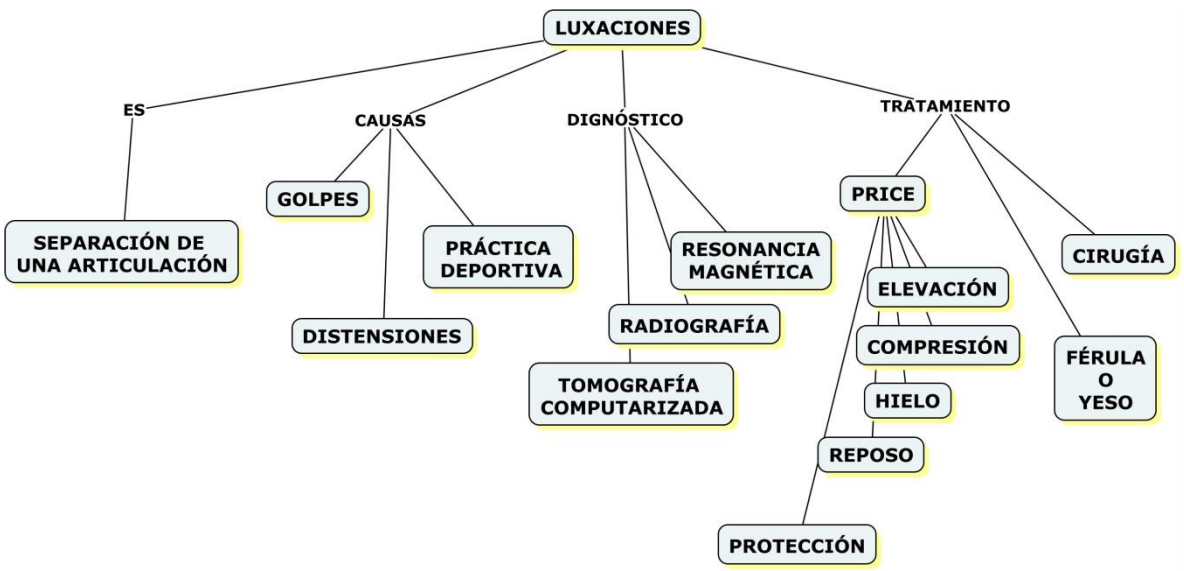 LUXACIONES
ES
CAUSAS
DIGNÓSTICO
TRATAMIENTO
SEPARACIÓN DE
UNA ARTICULACIÓN
GOLPES
PRÁCTICA
DEPORTIVA
DISTENSIONES
RESONANCIA
MAGNÉTICA
RADIOGRAFÍA
TOMOGRAFÍA
COMPUTARIZADA
PRICE
ELEVACIÓN
COMPRESIÓN
HIELO
REPOSO
PROTECCIÓN
CIRUGÍA
FÉRULA
O
YESO